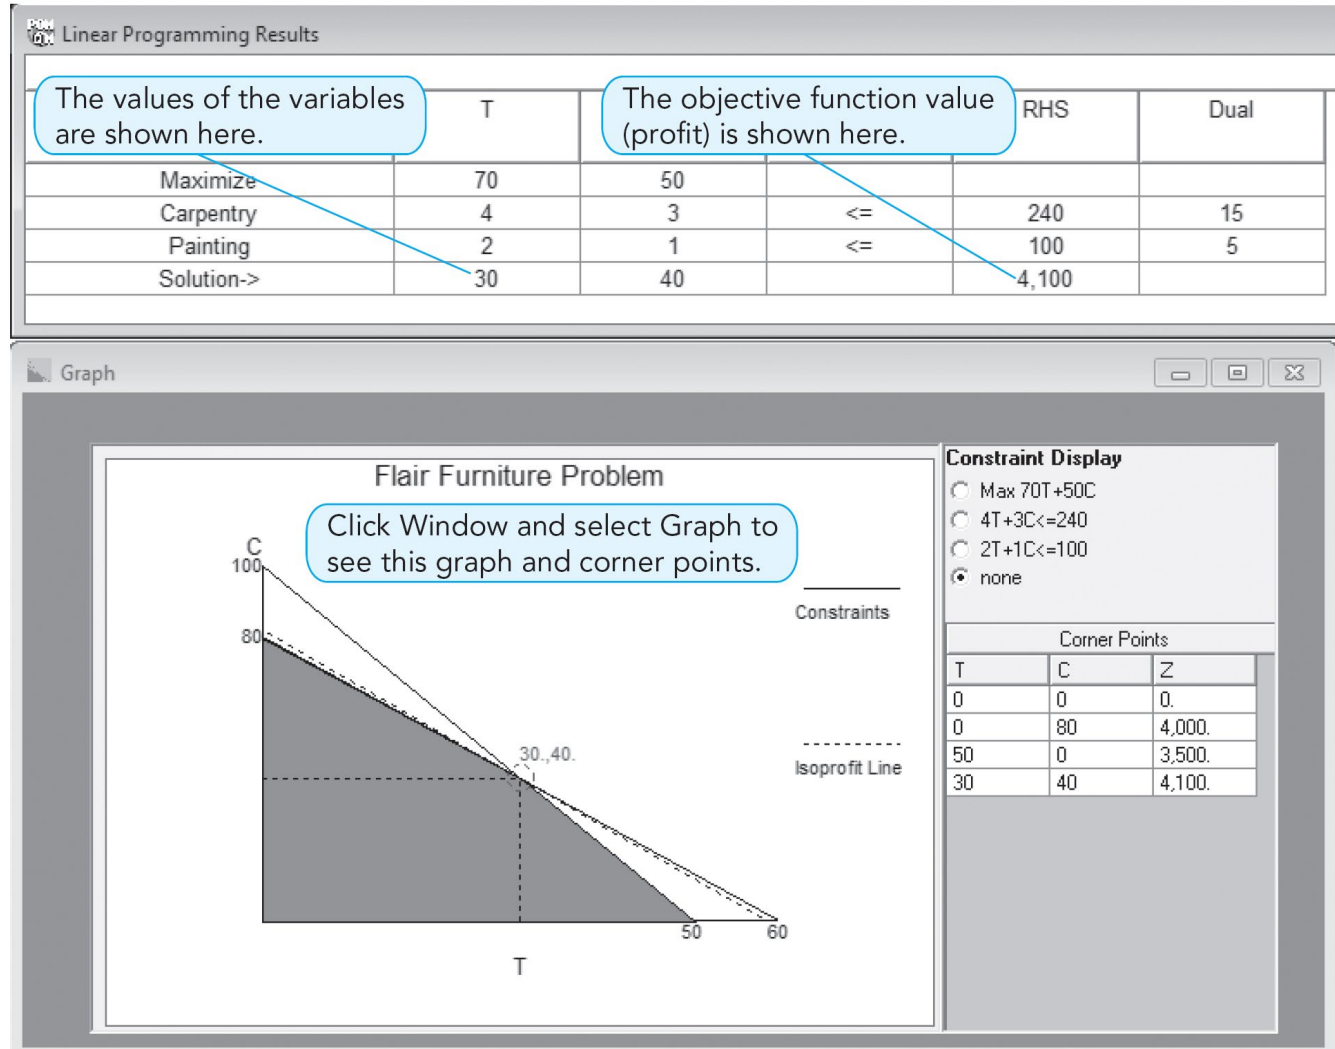 Linear Programming Results
The values of the variables
are shown here.
T
The objective function value
(profit) is shown here.
RHS
Dual
Maximize 70 50
Carpentry 4 3 <= 240 15
Painting 2 1 <= 100 5
Solution-> 30 40 4,100
Graph
Flair Furniture Problem
Click Window and select Graph to
see this graph and corner points.
C
100
80
30.,40.
50
60
T
Constraints
Isoprofit Line
Constraint Display
Max 70T+50C
4T+3C<=240
2T+1C<=100
none
Corner Points
T C Z
0 0 0.
0 80 4,000.
50 0 3,500.
30 40 4,100.